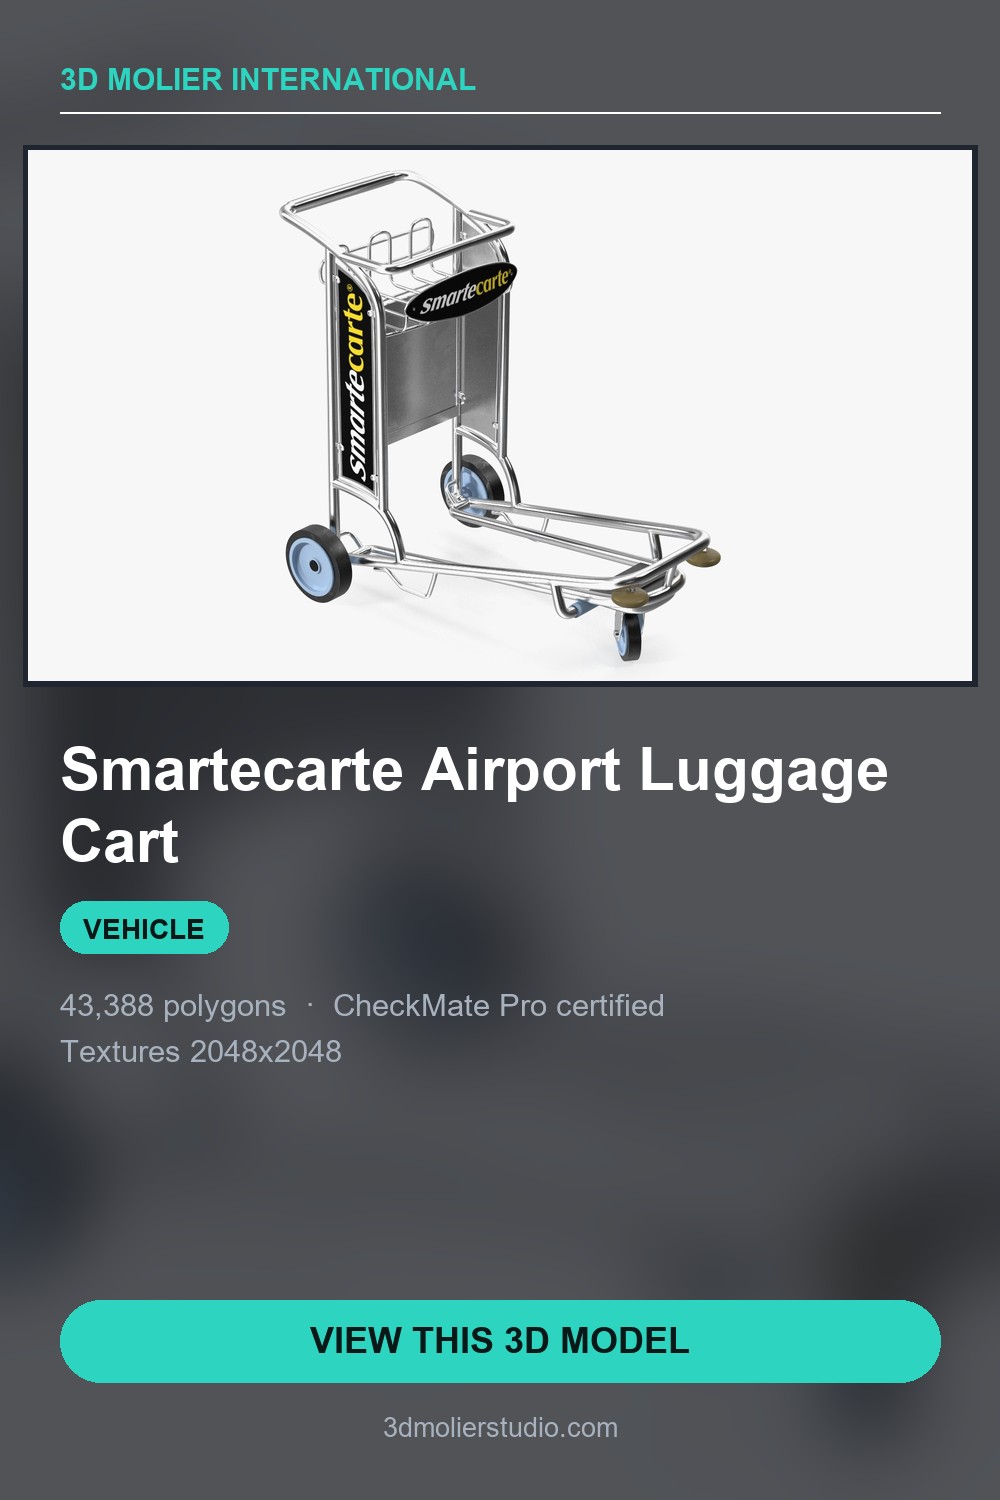 3D MOLIER INTERNATIONAL
smartecarte®
smartecarte®
Smartecarte Airport Luggage
Cart
VEHICLE
43,388 polygons · CheckMate Pro certified
Textures 2048x2048
VIEW THIS 3D MODEL
3dmolierstudio.com